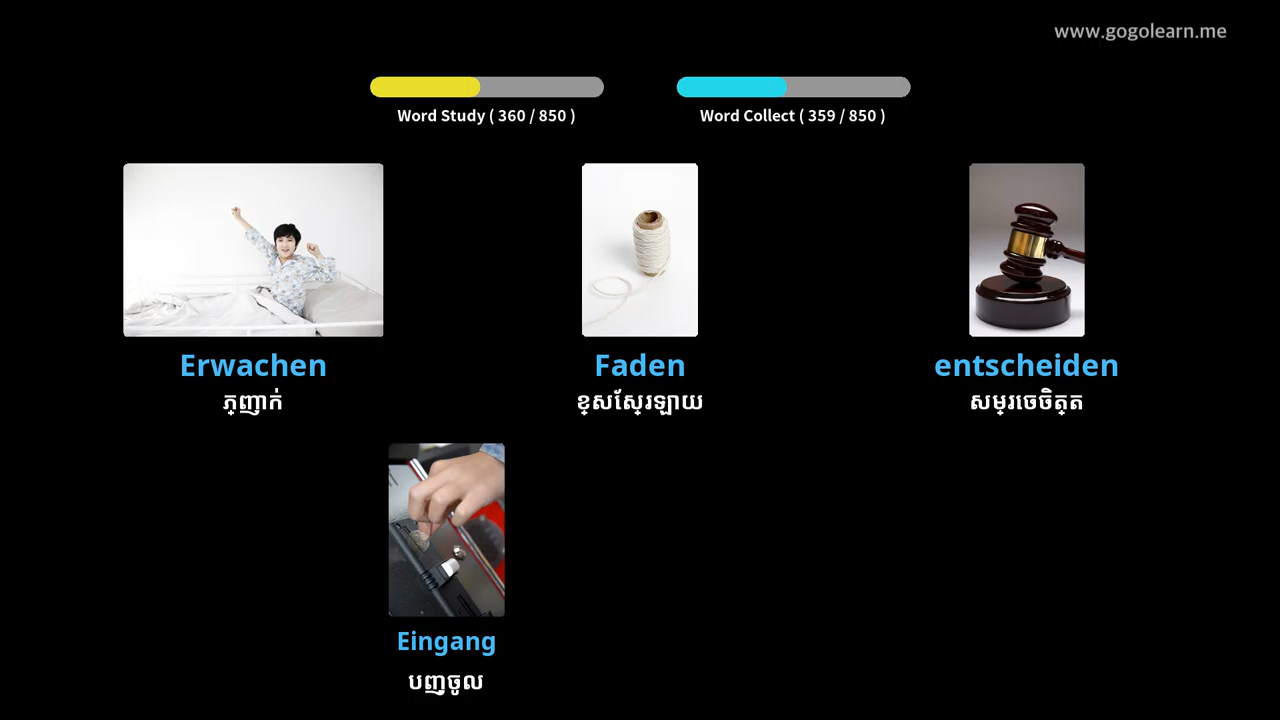 www.gogolearn.me
Word Study ( 360 / 850 )
Word Collect ( 359 / 850 )
Erwachen
ភ្ញាក់
Faden
ខ្សែស្រឡាយ
entscheiden
សម្រេចចិត្ត
Eingang
បញ្ចូល